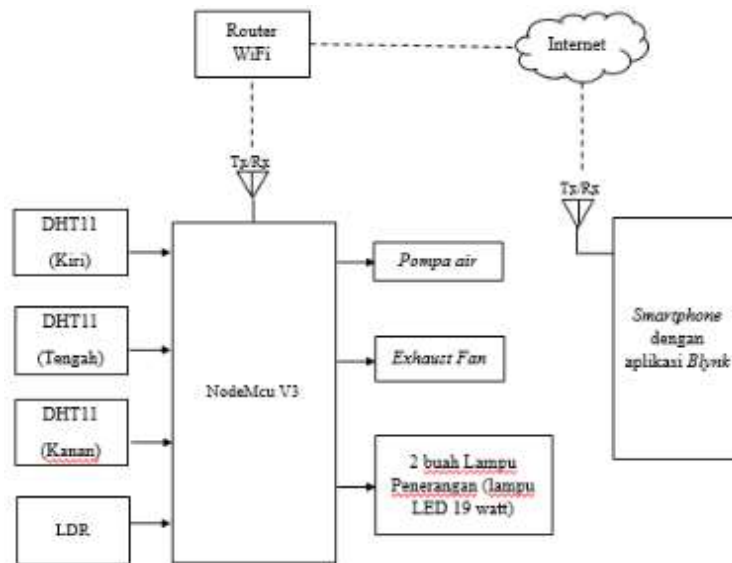 Router
WiFi
Internet
Tx/Rx
Tx/Rx
DHT11
(Kiri)
DHT11
(Tengah)
DHT11
(Kanan)
LDR
NodeMcu V3
Pompa air
Exhaust Fan
2 buah Lampu
Penerangan (lampu
LED 19 watt)
Smartphone
dengan
aplikasi Blynk